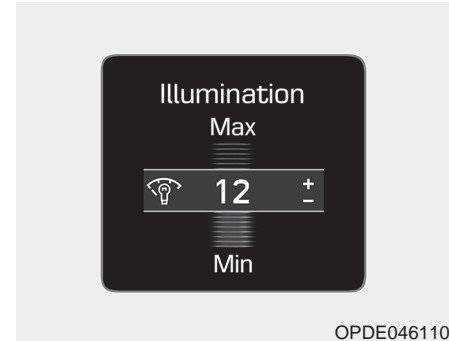 Illumination
Max
12 + −
Min
OPDE046110